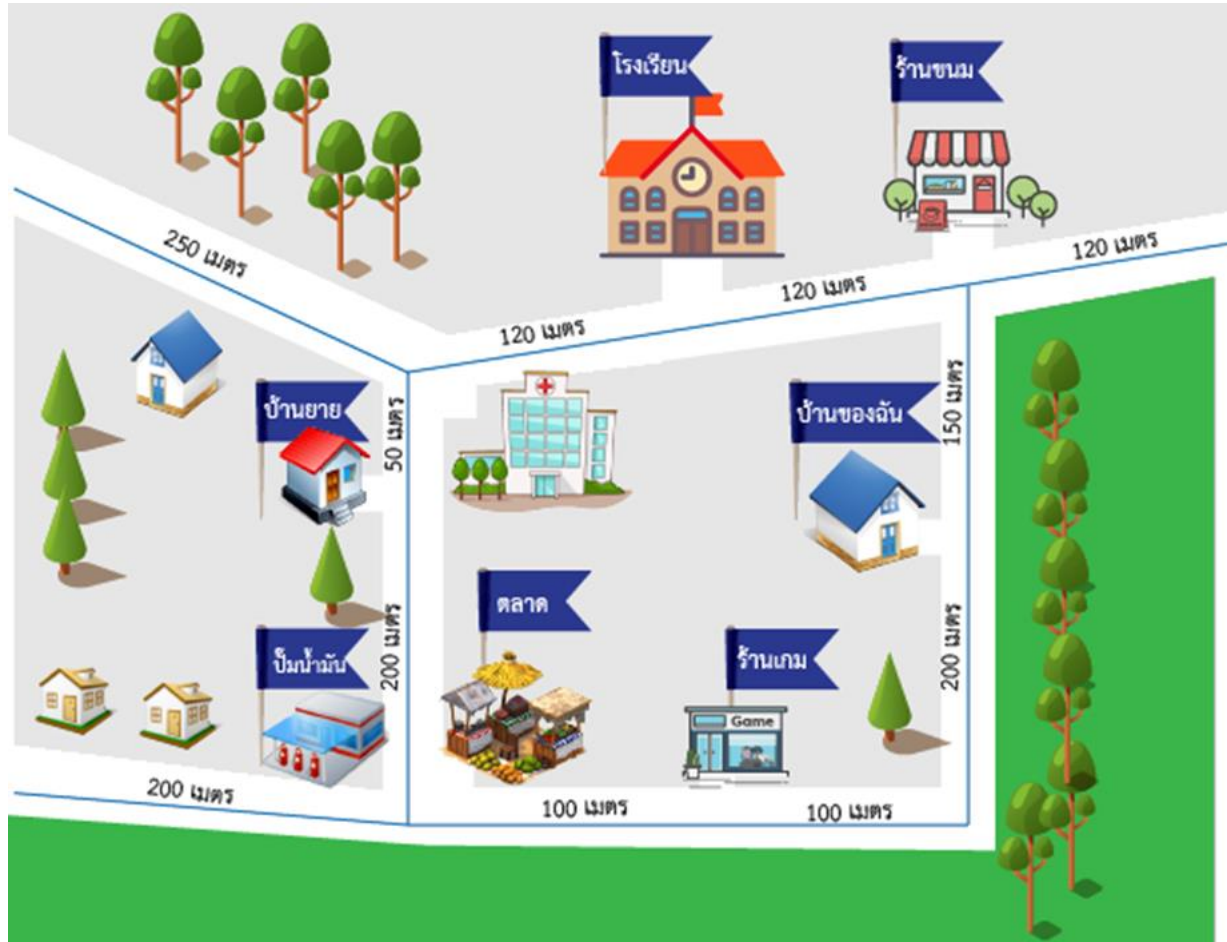 โรงเรียน
ร้านขนม
250 เมตร
120 เมตร
120 เมตร
120 เมตร
บ้านยาย
50 เมตร
บ้านของฉัน
150 เมตร
ตลาด
ปั๊มน้ำมัน
200 เมตร
ร้านเกม
200 เมตร
Game
200 เมตร
100 เมตร
100 เมตร